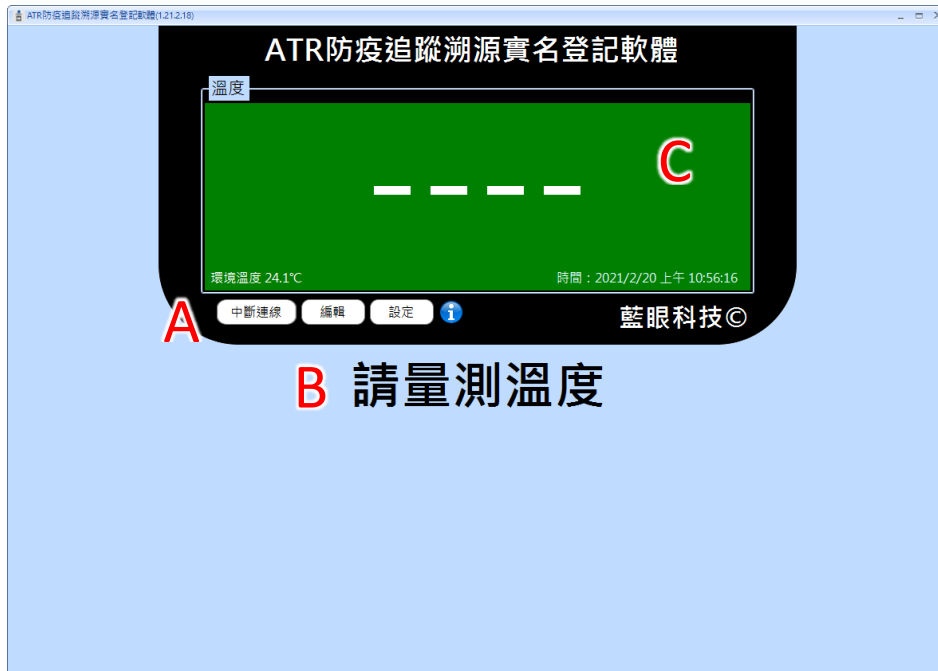 ATR防疫追蹤溯源實名登記軟體(1.21.2.18)
ATR防疫追蹤溯源實名登記軟體
溫度
C
環境溫度 24.1℃ 時間：2021/2/20 上午 10:56:16
A 中斷連線 編輯 設定 i 藍眼科技©
B 請量測溫度